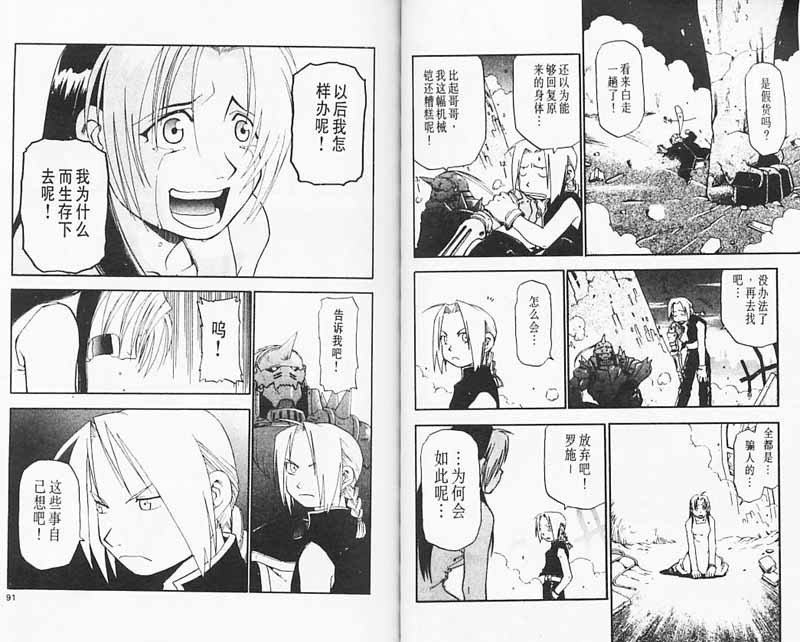 是假货吗?
看来白走
一趟了!
还以为能
够回复原
来的身体…
比起哥哥，
我这幅机械
铠还糟糕呢!
没办法了
，再去找
吧…
怎么会…
全都是…
骗人的…
放弃吧!
罗施—
…为何会
如此呢…
以后我怎
样办呢!
我为什么
而生存下
去呢!
告诉我吧!
呜!
这些事自
己想吧!
91